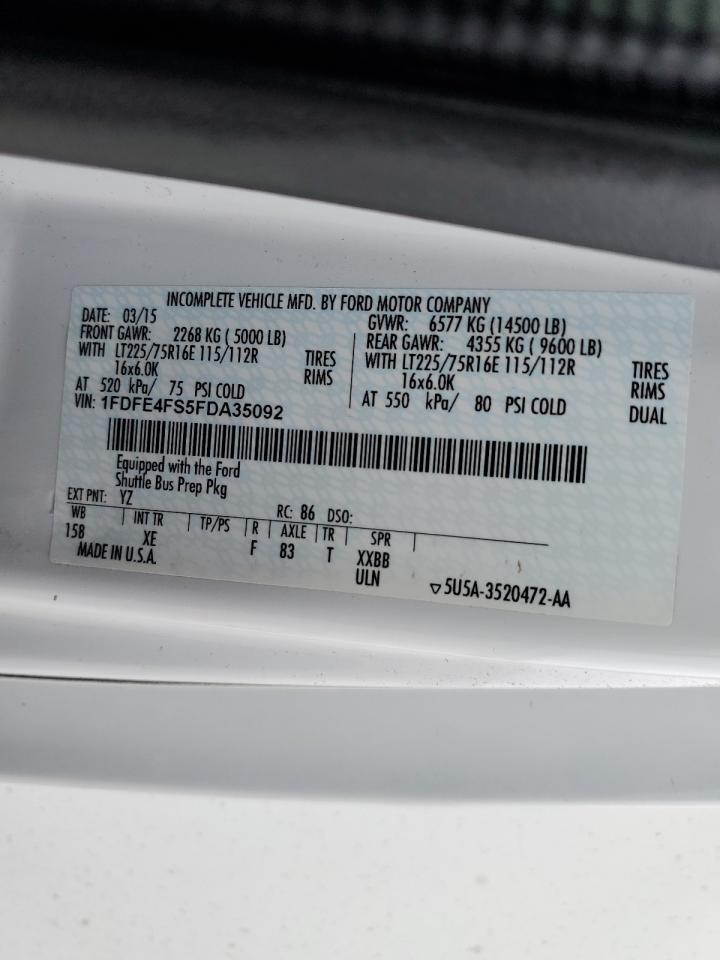 INCOMPLETE VEHICLE MFD. BY FORD MOTOR COMPANY
DATE: 03/15 GVWR: 6577 KG (14500 LB)
FRONT GAWR: 2268 KG ( 5000 LB) REAR GAWR: 4355 KG ( 9600 LB)
WITH LT225/75R16E 115/112R TIRES WITH LT225/75R16E 115/112R TIRES
16x6.0K RIMS 16x6.0K RIMS
AT 520 kPa/ 75 PSI COLD AT 550 kPa/ 80 PSI COLD DUAL
VIN: 1FDFE4FS5FDA35092
Equipped with the Ford
Shuttle Bus Prep Pkg
EXT PNT: YZ RC: 86 DSO:
WB INT TR TP/PS R AXLE TR SPR
158 XE F 83 T XXBB
MADE IN U.S.A. ULN ▽5U5A-3520472-AA